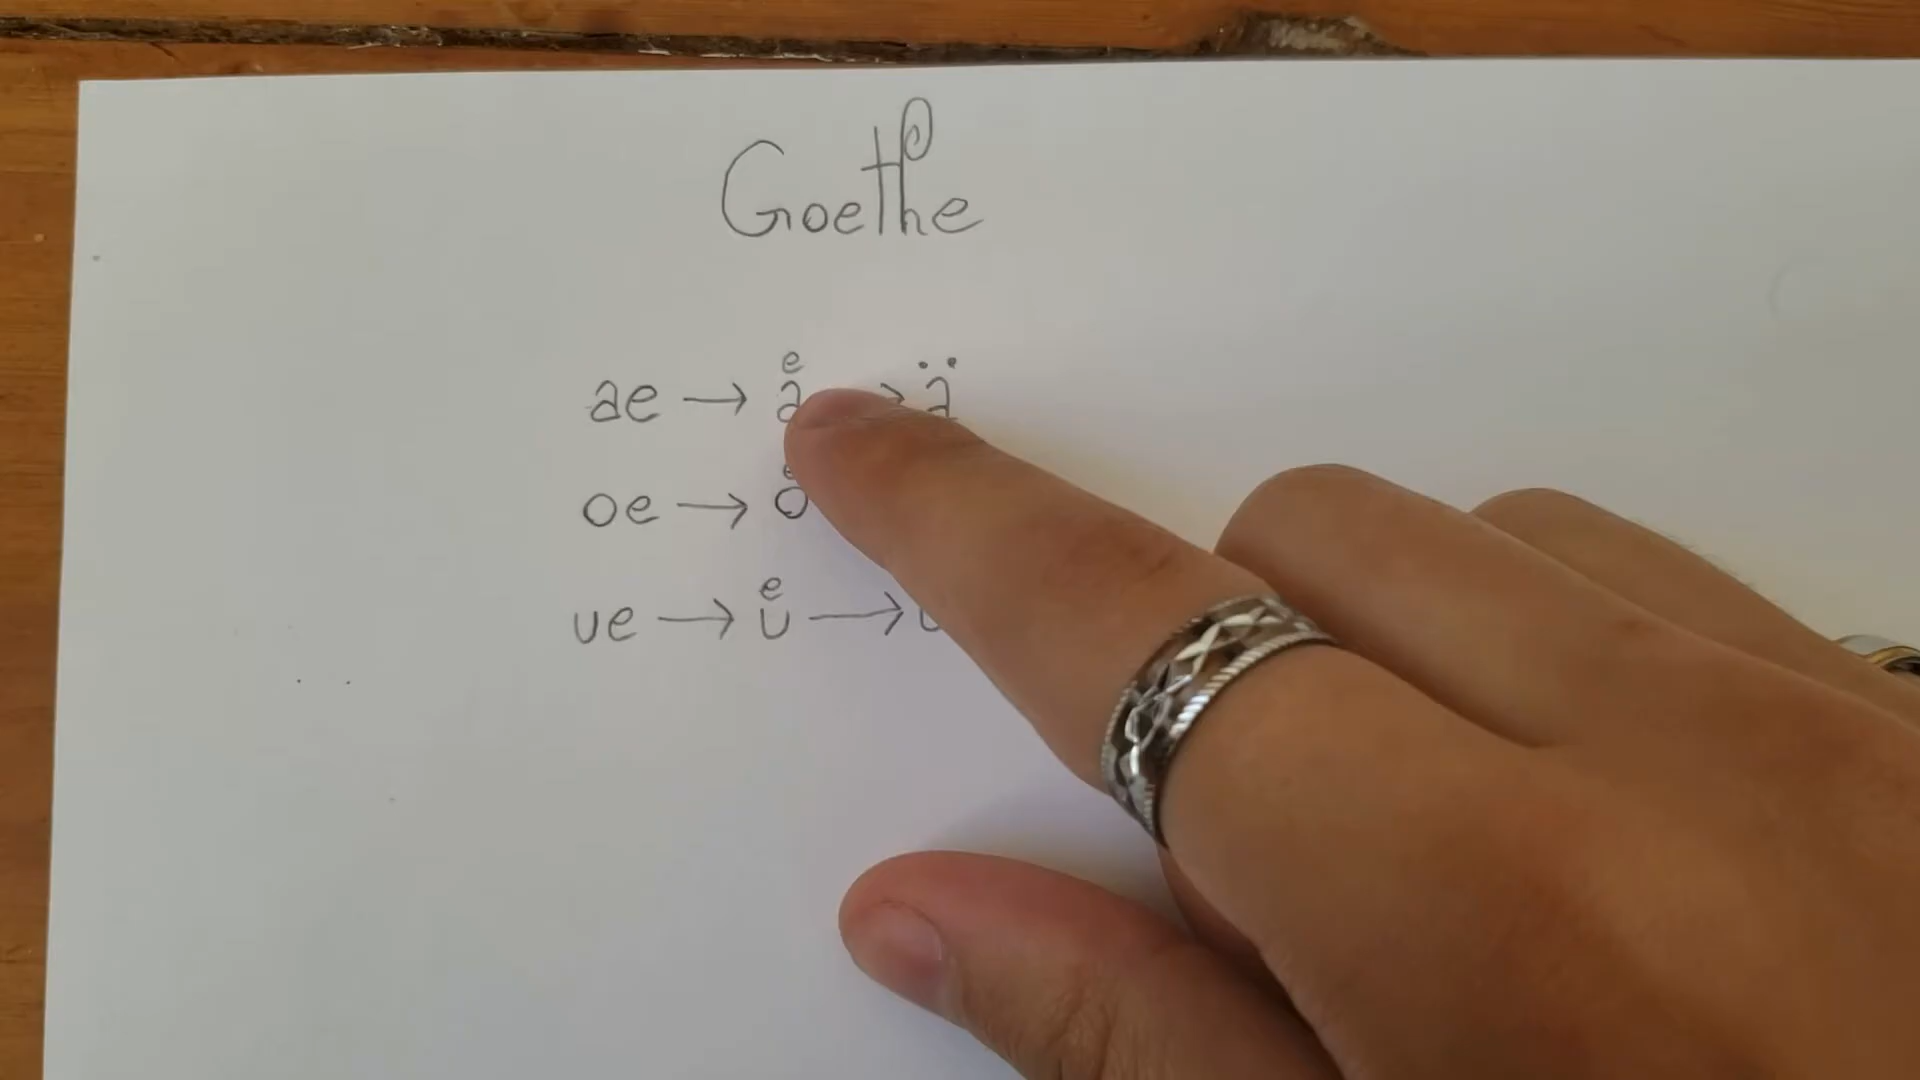 Goethe
ae → aͤ → ä
oe → oͤ
ue → uͤ →